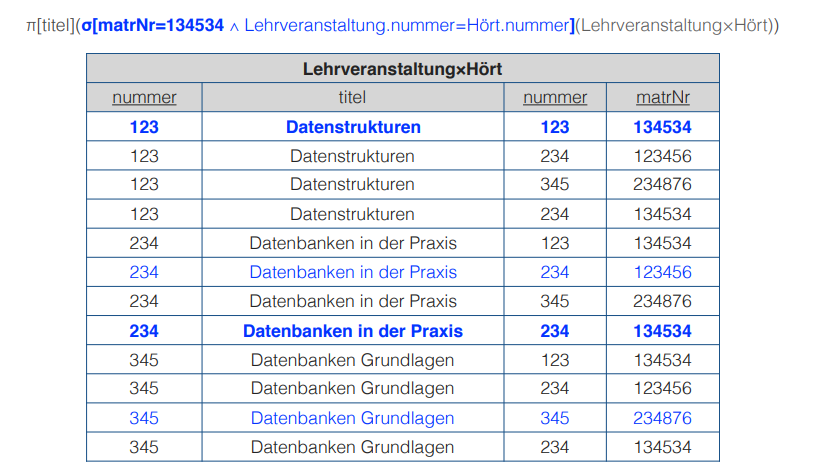 π[titel](σ[matrNr=134534 ∧ Lehrveranstaltung.nummer=Hört.nummer](Lehrveranstaltung×Hört))
Lehrveranstaltung×Hört
nummer titel nummer matrNr
123 Datenstrukturen 123 134534
123 Datenstrukturen 234 123456
123 Datenstrukturen 345 234876
123 Datenstrukturen 234 134534
234 Datenbanken in der Praxis 123 134534
234 Datenbanken in der Praxis 234 123456
234 Datenbanken in der Praxis 345 234876
234 Datenbanken in der Praxis 234 134534
345 Datenbanken Grundlagen 123 134534
345 Datenbanken Grundlagen 234 123456
345 Datenbanken Grundlagen 345 234876
345 Datenbanken Grundlagen 234 134534